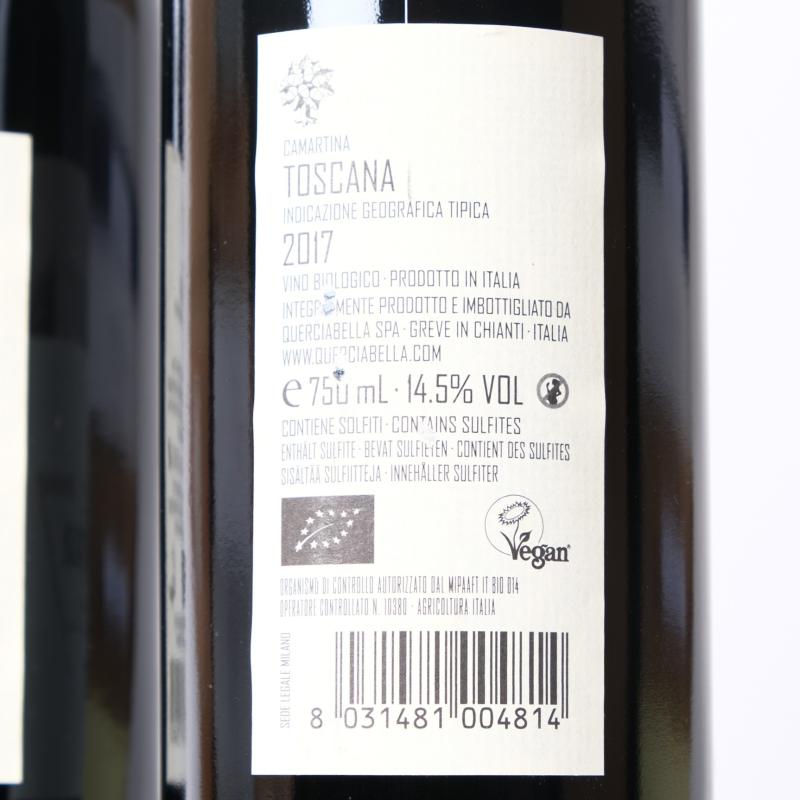 CAMARTINA
TOSCANA
INDICAZIONE GEOGRAFICA TIPICA
2017
VINO BIOLOGICO · PRODOTTO IN ITALIA
INTEGRAMENTE PRODOTTO E IMBOTTIGLIATO DA
QUERCIABELLA SPA · GREVE IN CHIANTI · ITALIA
WWW.QUERCIABELLA.COM
e 750 mL · 14.5% VOL
CONTIENE SOLFITI · CONTAINS SULFITES
ENTHÄLT SULFITE · BEVAT SULFIETEN · CONTIENT DES SULFITES
SISÄLTÄÄ SULFIITTEJA · INNEHÅLLER SULFITER
Vegan
ORGANISMO DI CONTROLLO AUTORIZZATO DAL MIPAAFT IT BIO 014
OPERATORE CONTROLLATO N. 10380 · AGRICOLTURA ITALIA
SEDE LEGALE MILANO
8 031481 004814